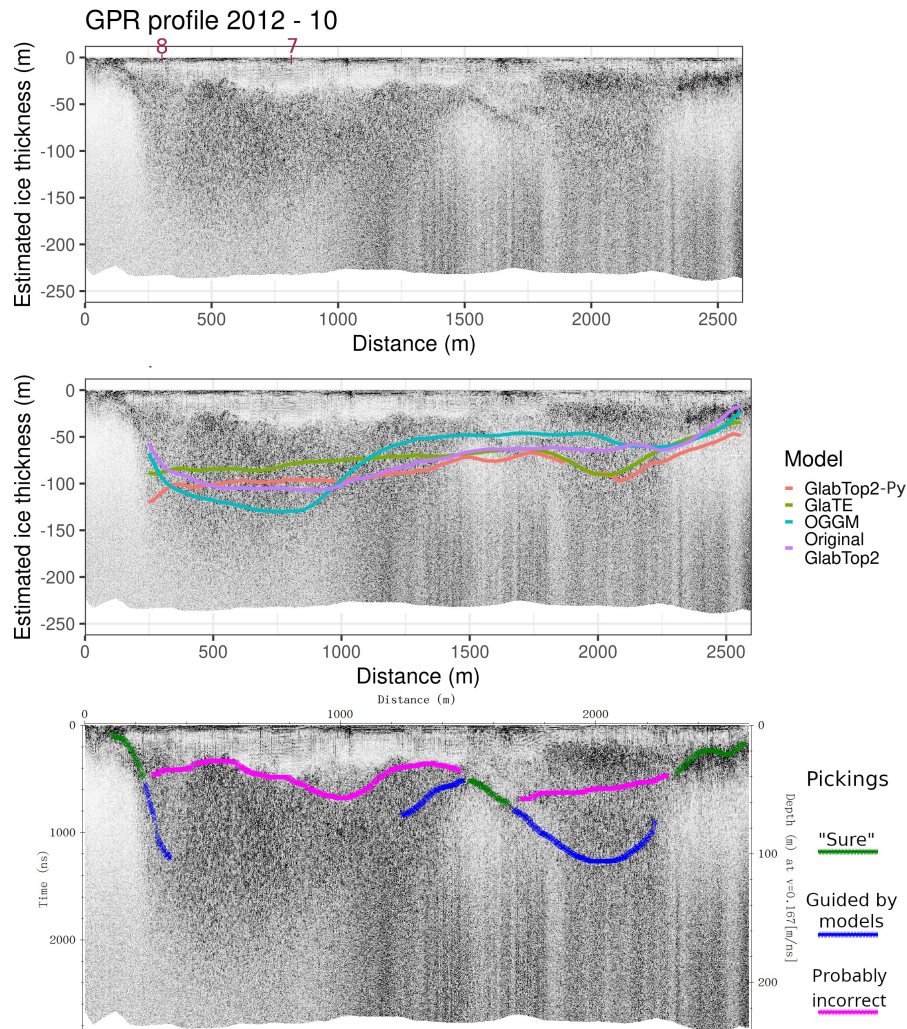 GPR profile 2012 - 10
8 7
Estimated ice thickness (m)
0
-50
-100
-150
-200
-250
0 500 1000 1500 2000 2500
Distance (m)
Estimated ice thickness (m)
0
-50
-100
-150
-200
-250
0 500 1000 1500 2000 2500
Distance (m)
Model
GlabTop2-Py
GlaTE
OGGM
Original
GlabTop2
Distance (m)
0 1000 2000
Time (ns)
0
1000
2000
0
100
200
Depth (m) at v=0.167[m/ns]
Pickings
"Sure"
Guided by
models
Probably
incorrect